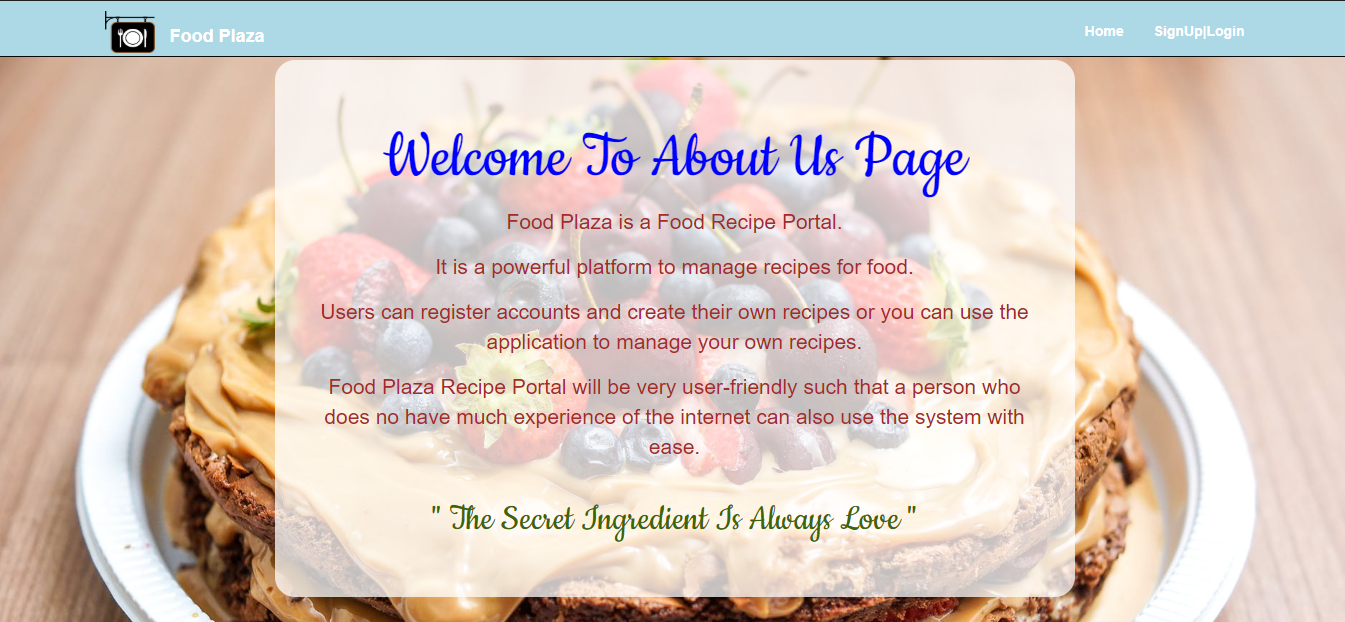 Food Plaza
Home SignUp|Login
Welcome To About Us Page
Food Plaza is a Food Recipe Portal.
It is a powerful platform to manage recipes for food.
Users can register accounts and create their own recipes or you can use the
application to manage your own recipes.
Food Plaza Recipe Portal will be very user-friendly such that a person who
does no have much experience of the internet can also use the system with
ease.
" The Secret Ingredient Is Always Love "